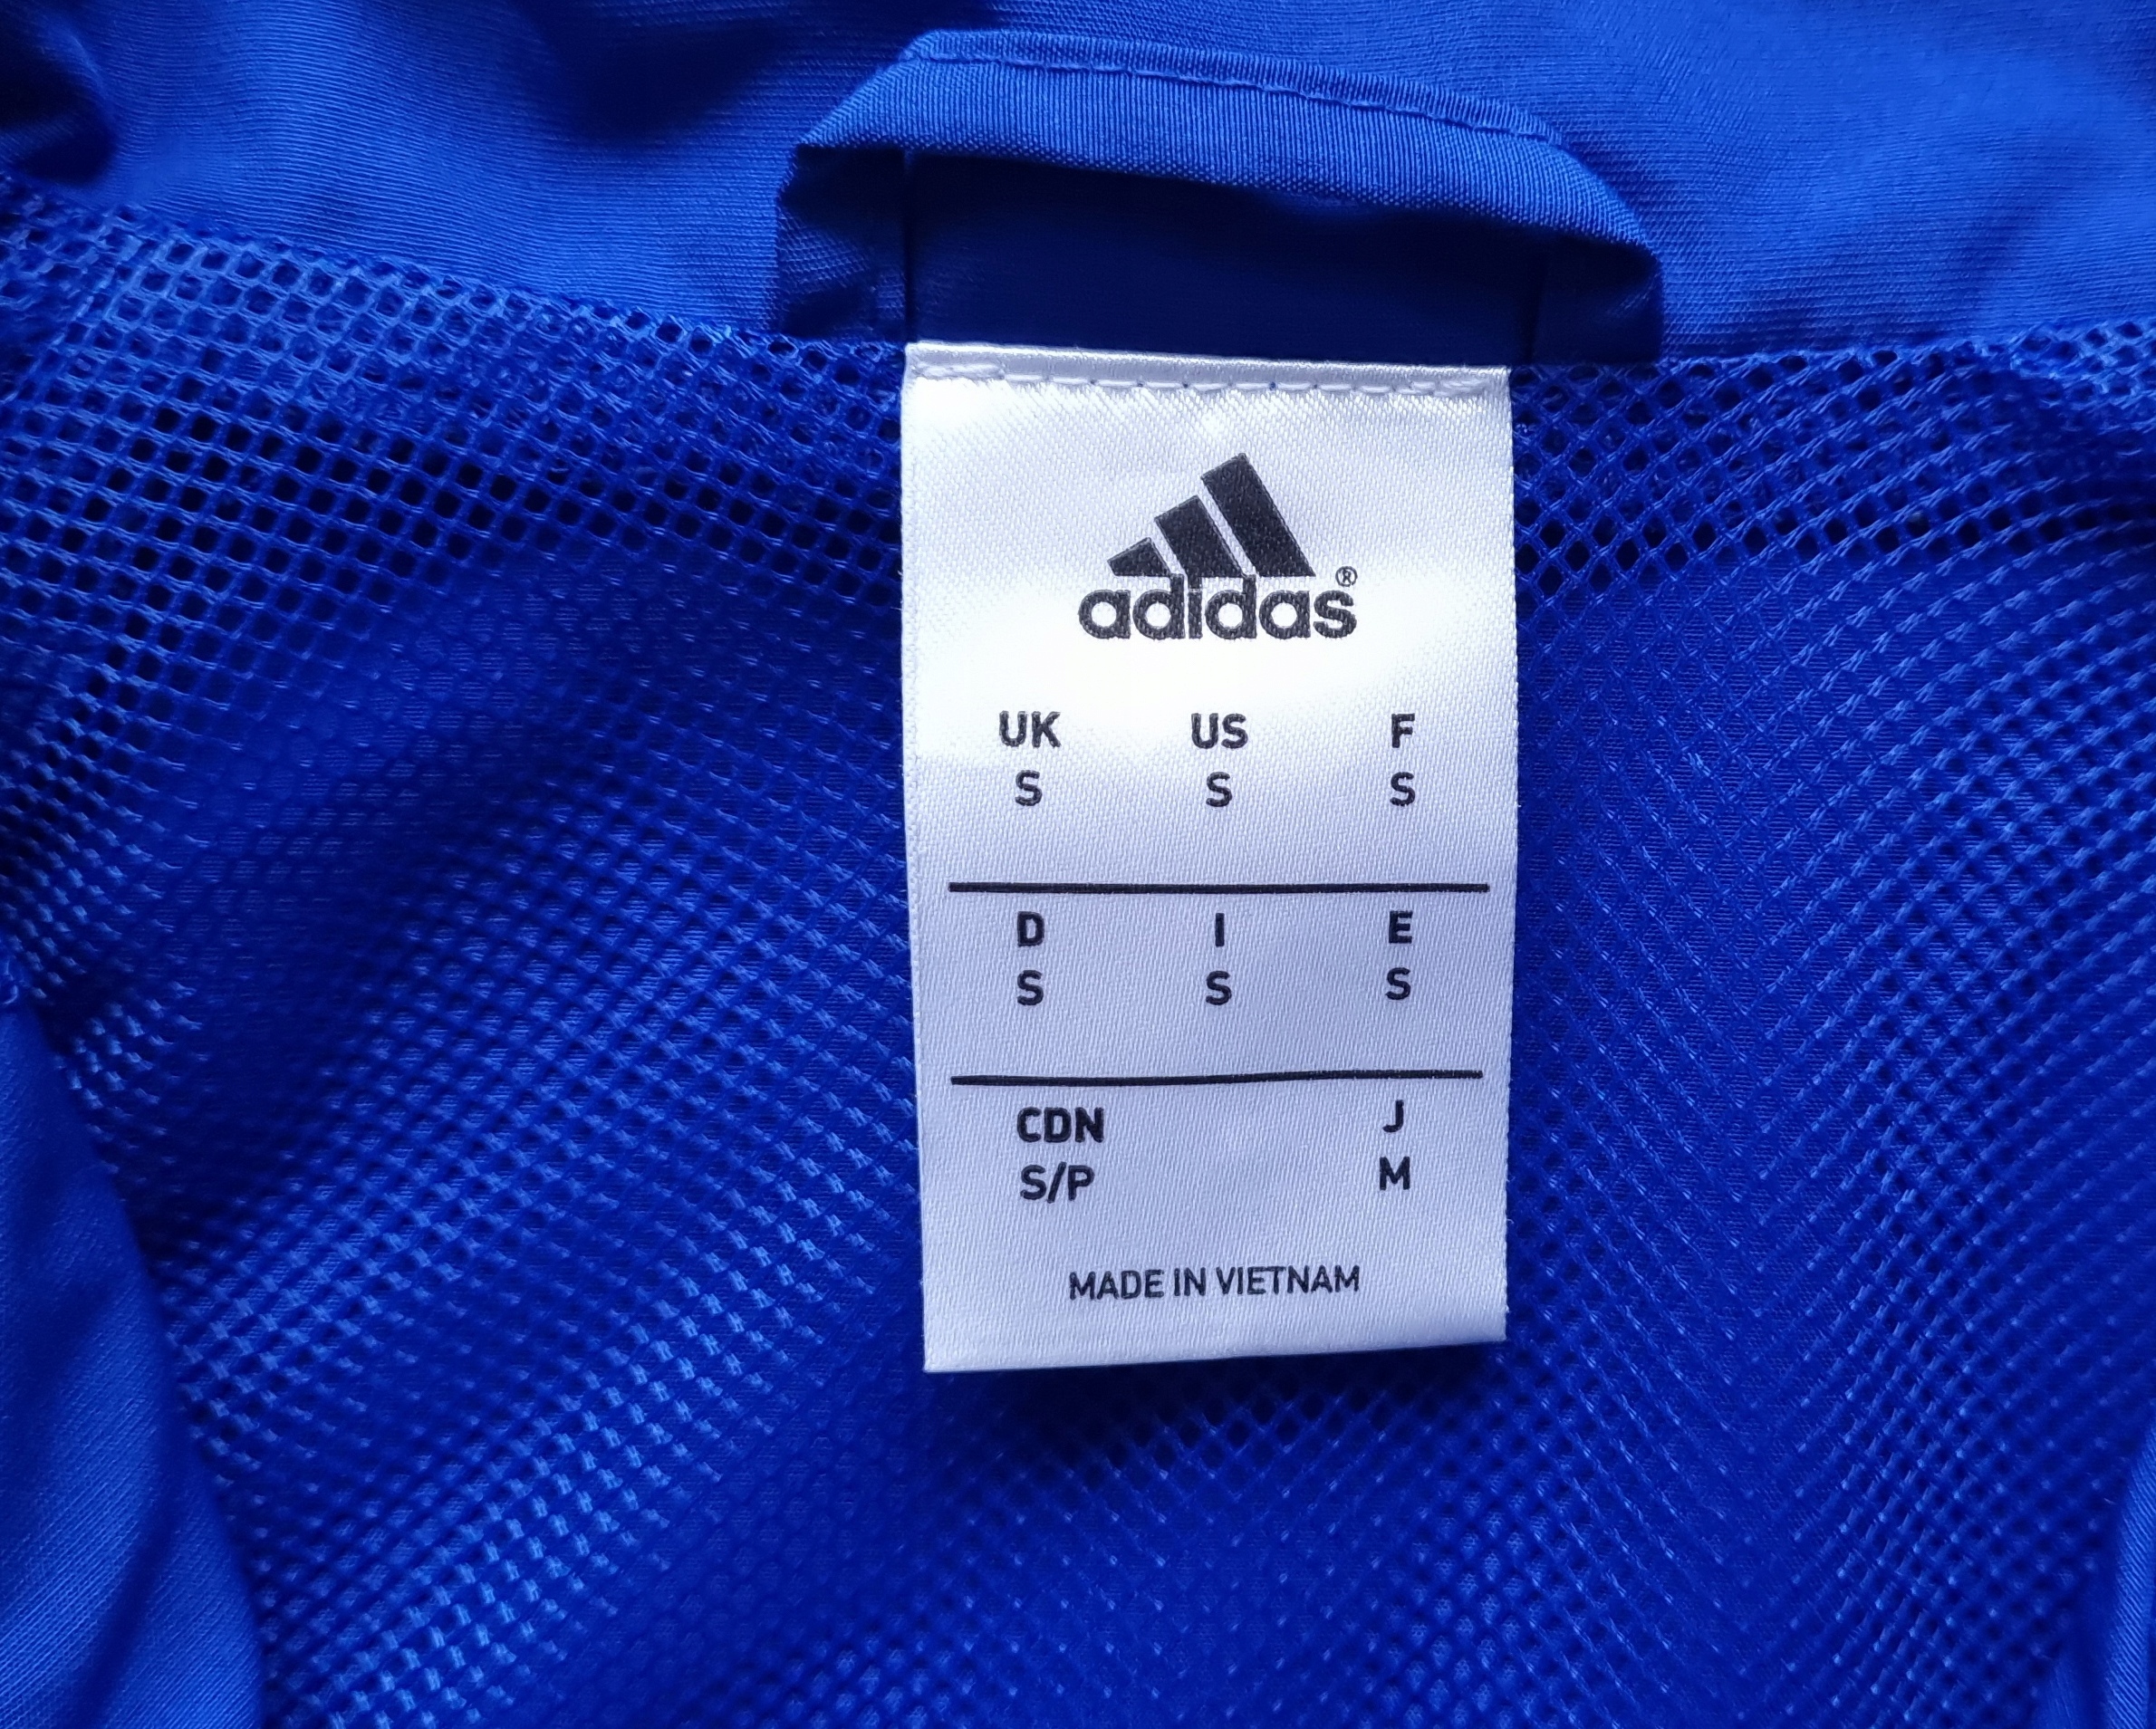 adidas®
UK US F
S S S
D I E
S S S
CDN J
S/P M
MADE IN VIETNAM